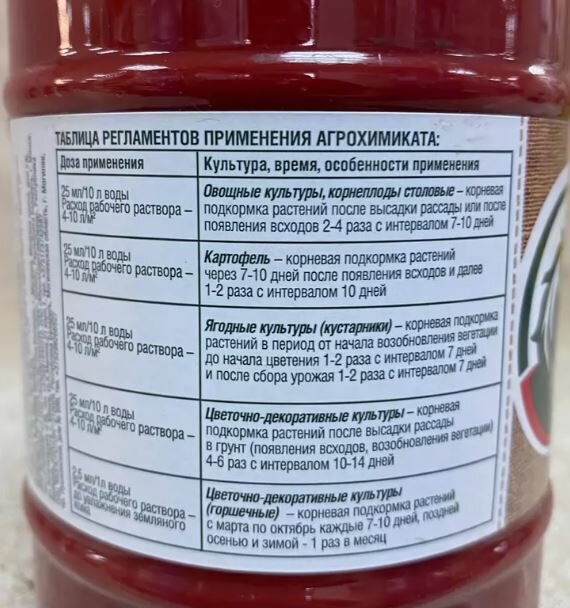 ТАБЛИЦА РЕГЛАМЕНТОВ ПРИМЕНЕНИЯ АГРОХИМИКАТА:
Доза применения
Культура, время, особенности применения
25 мл/10 л воды
Расход рабочего раствора –
4-10 л/м²
Овощные культуры, корнеплоды столовые – корневая
подкормка растений после высадки рассады или после
появления всходов 2-4 раза с интервалом 7-10 дней
25 мл/10 л воды
Расход рабочего раствора –
4-10 л/м²
Картофель – корневая подкормка растений
через 7-10 дней после появления всходов и далее
1-2 раза с интервалом 10 дней
25 мл/10 л воды
Расход рабочего раствора –
4-10 л/м²
Ягодные культуры (кустарники) – корневая подкормка
растений в период от начала возобновления вегетации
до начала цветения 1-2 раза с интервалом 7 дней
и после сбора урожая 1-2 раза с интервалом 7 дней
25 мл/10 л воды
Расход рабочего раствора –
4-10 л/м²
Цветочно-декоративные культуры – корневая
подкормка растений после высадки рассады
в грунт (появления всходов, возобновления вегетации)
4-6 раз с интервалом 10-14 дней
2,5 мл/1л воды
Расход рабочего раствора –
до увлажнения земляного
кома
Цветочно-декоративные культуры
(горшечные) – корневая подкормка растений
с марта по октябрь каждые 7-10 дней, поздней
осенью и зимой - 1 раз в месяц